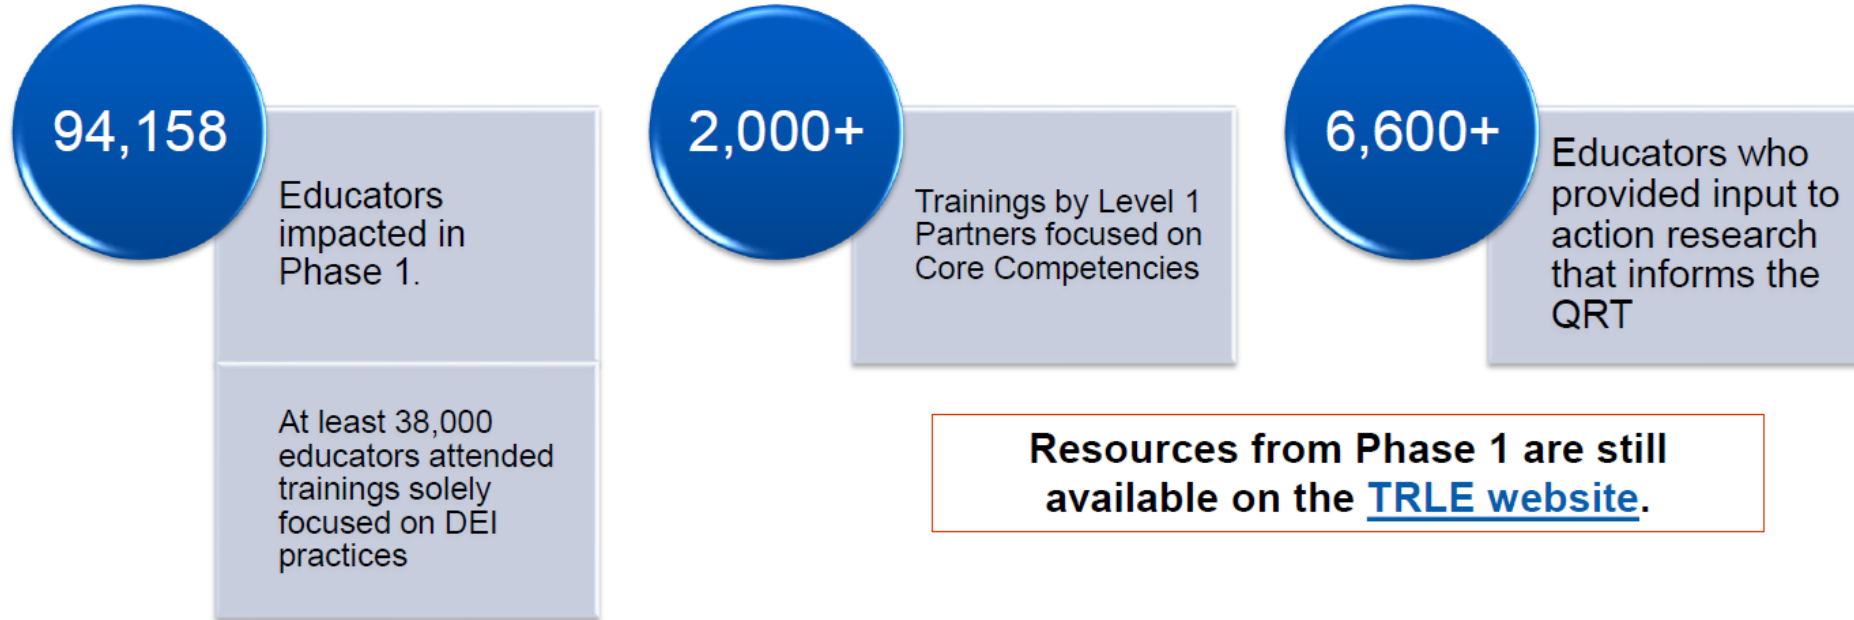 94,158
Educators
impacted in
Phase 1.
At least 38,000
educators attended
trainings solely
focused on DEI
practices
2,000+
Trainings by Level 1
Partners focused on
Core Competencies
6,600+
Educators who
provided input to
action research
that informs the
QRT
Resources from Phase 1 are still
available on the TRLE website.